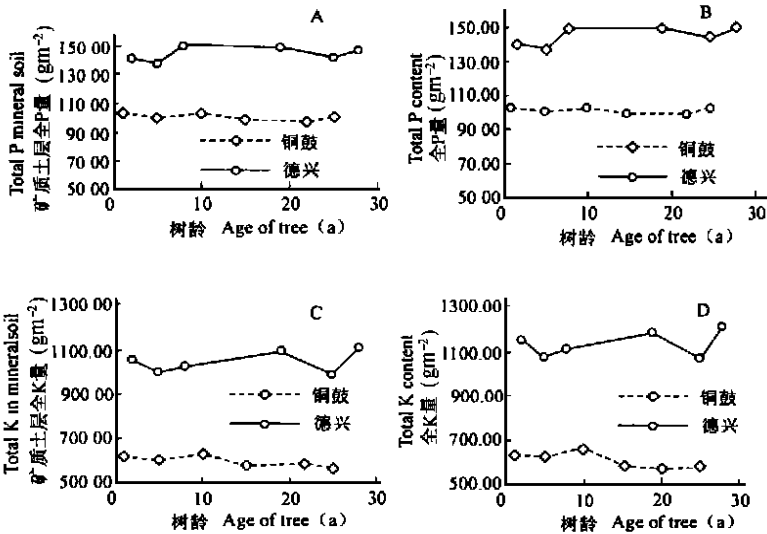 A
Total P mineral soil
矿质土层全P量 (gm⁻²)
150 00
130 00
100 00
90 00
70 00
50 00
铜鼓
德兴
0
10
20
30
树龄 Age of tree (a)
B
Total P content
全P量 (gm⁻²)
150.00
130.00
100.00
90.00
70.00
50.00
铜鼓
德兴
0
10
20
30
树龄 Age of tree (a)
C
Total K in mineralsoil
矿质土层全K量 (gm⁻²)
1300 00
1100 00
900 00
700 00
600 00
500 00
铜鼓
德兴
0
10
20
30
树龄 Age of tree (a)
D
Total K content
全K量 (gm⁻²)
1300.00
1100.00
900.00
700.00
600.00
500.00
铜鼓
德兴
0
10
20
30
树龄 Age of tree (a)